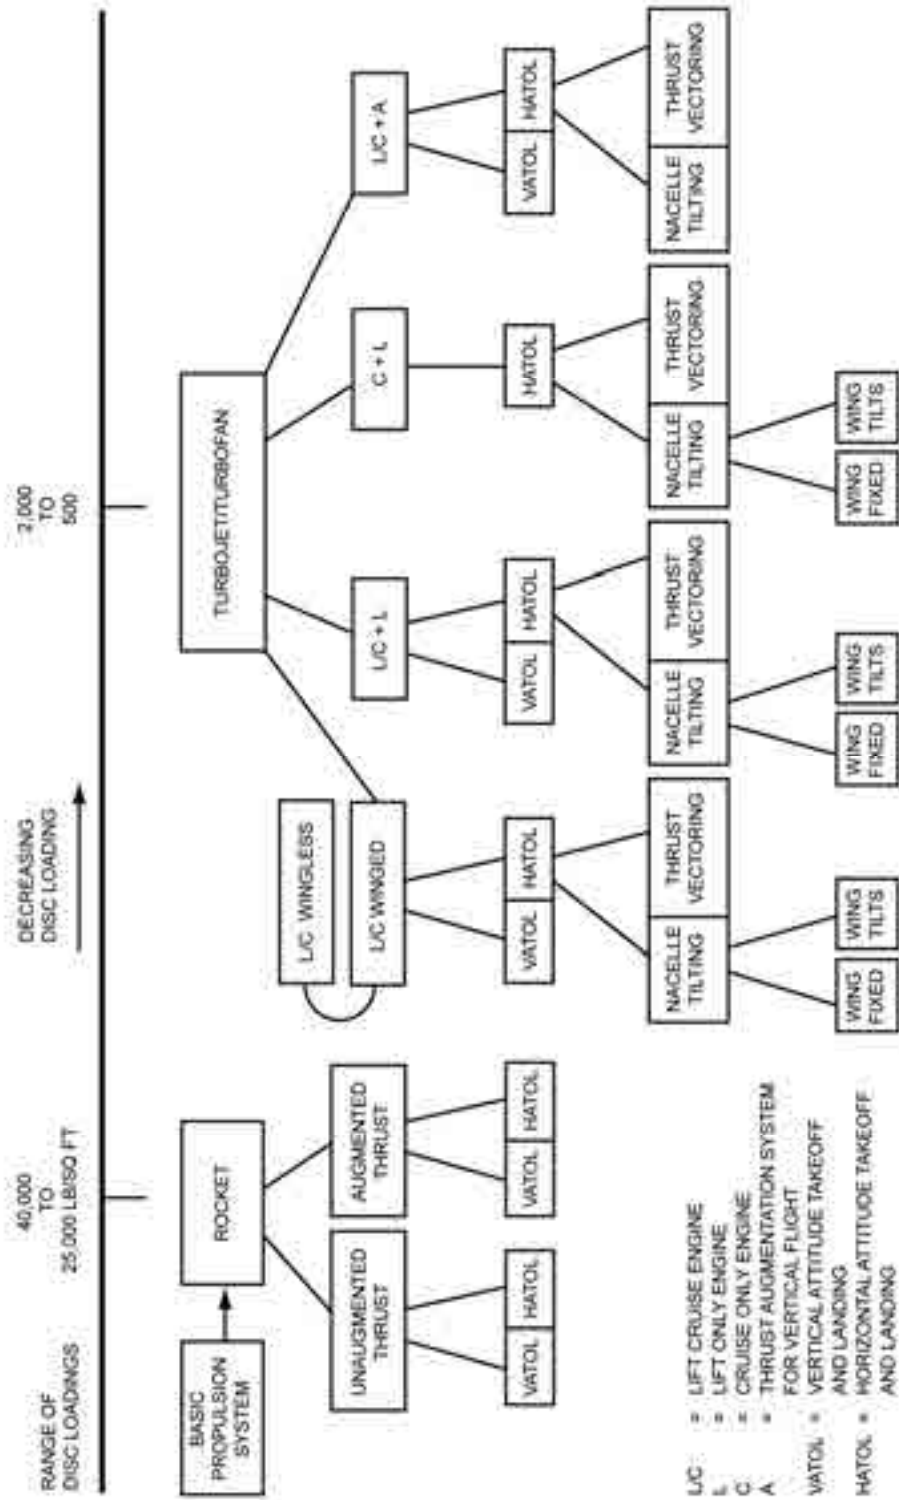 RANGE OF
DISC LOADINGS
40,000
TO
25,000 LB/SQ FT
DECREASING
DISC LOADING
2,000
TO
500
BASIC
PROPULSION
SYSTEM
ROCKET
TURBOJET/TURBOFAN
UNAUGMENTED
THRUST
AUGMENTED
THRUST
L/C WINGLESS
L/C WINGED
L/C + L
C + L
L/C + A
VATOL HATOL
VATOL HATOL
VATOL HATOL
VATOL HATOL
HATOL
VATOL HATOL
NACELLE
TILTING
THRUST
VECTORING
NACELLE
TILTING
THRUST
VECTORING
NACELLE
TILTING
THRUST
VECTORING
NACELLE
TILTING
THRUST
VECTORING
WING
FIXED
WING
TILTS
WING
FIXED
WING
TILTS
WING
FIXED
WING
TILTS
L/C = LIFT CRUISE ENGINE
L = LIFT ONLY ENGINE
C = CRUISE ONLY ENGINE
A = THRUST AUGMENTATION SYSTEM
FOR VERTICAL FLIGHT
VATOL = VERTICAL ATTITUDE TAKEOFF
AND LANDING
HATOL = HORIZONTAL ATTITUDE TAKEOFF
AND LANDING